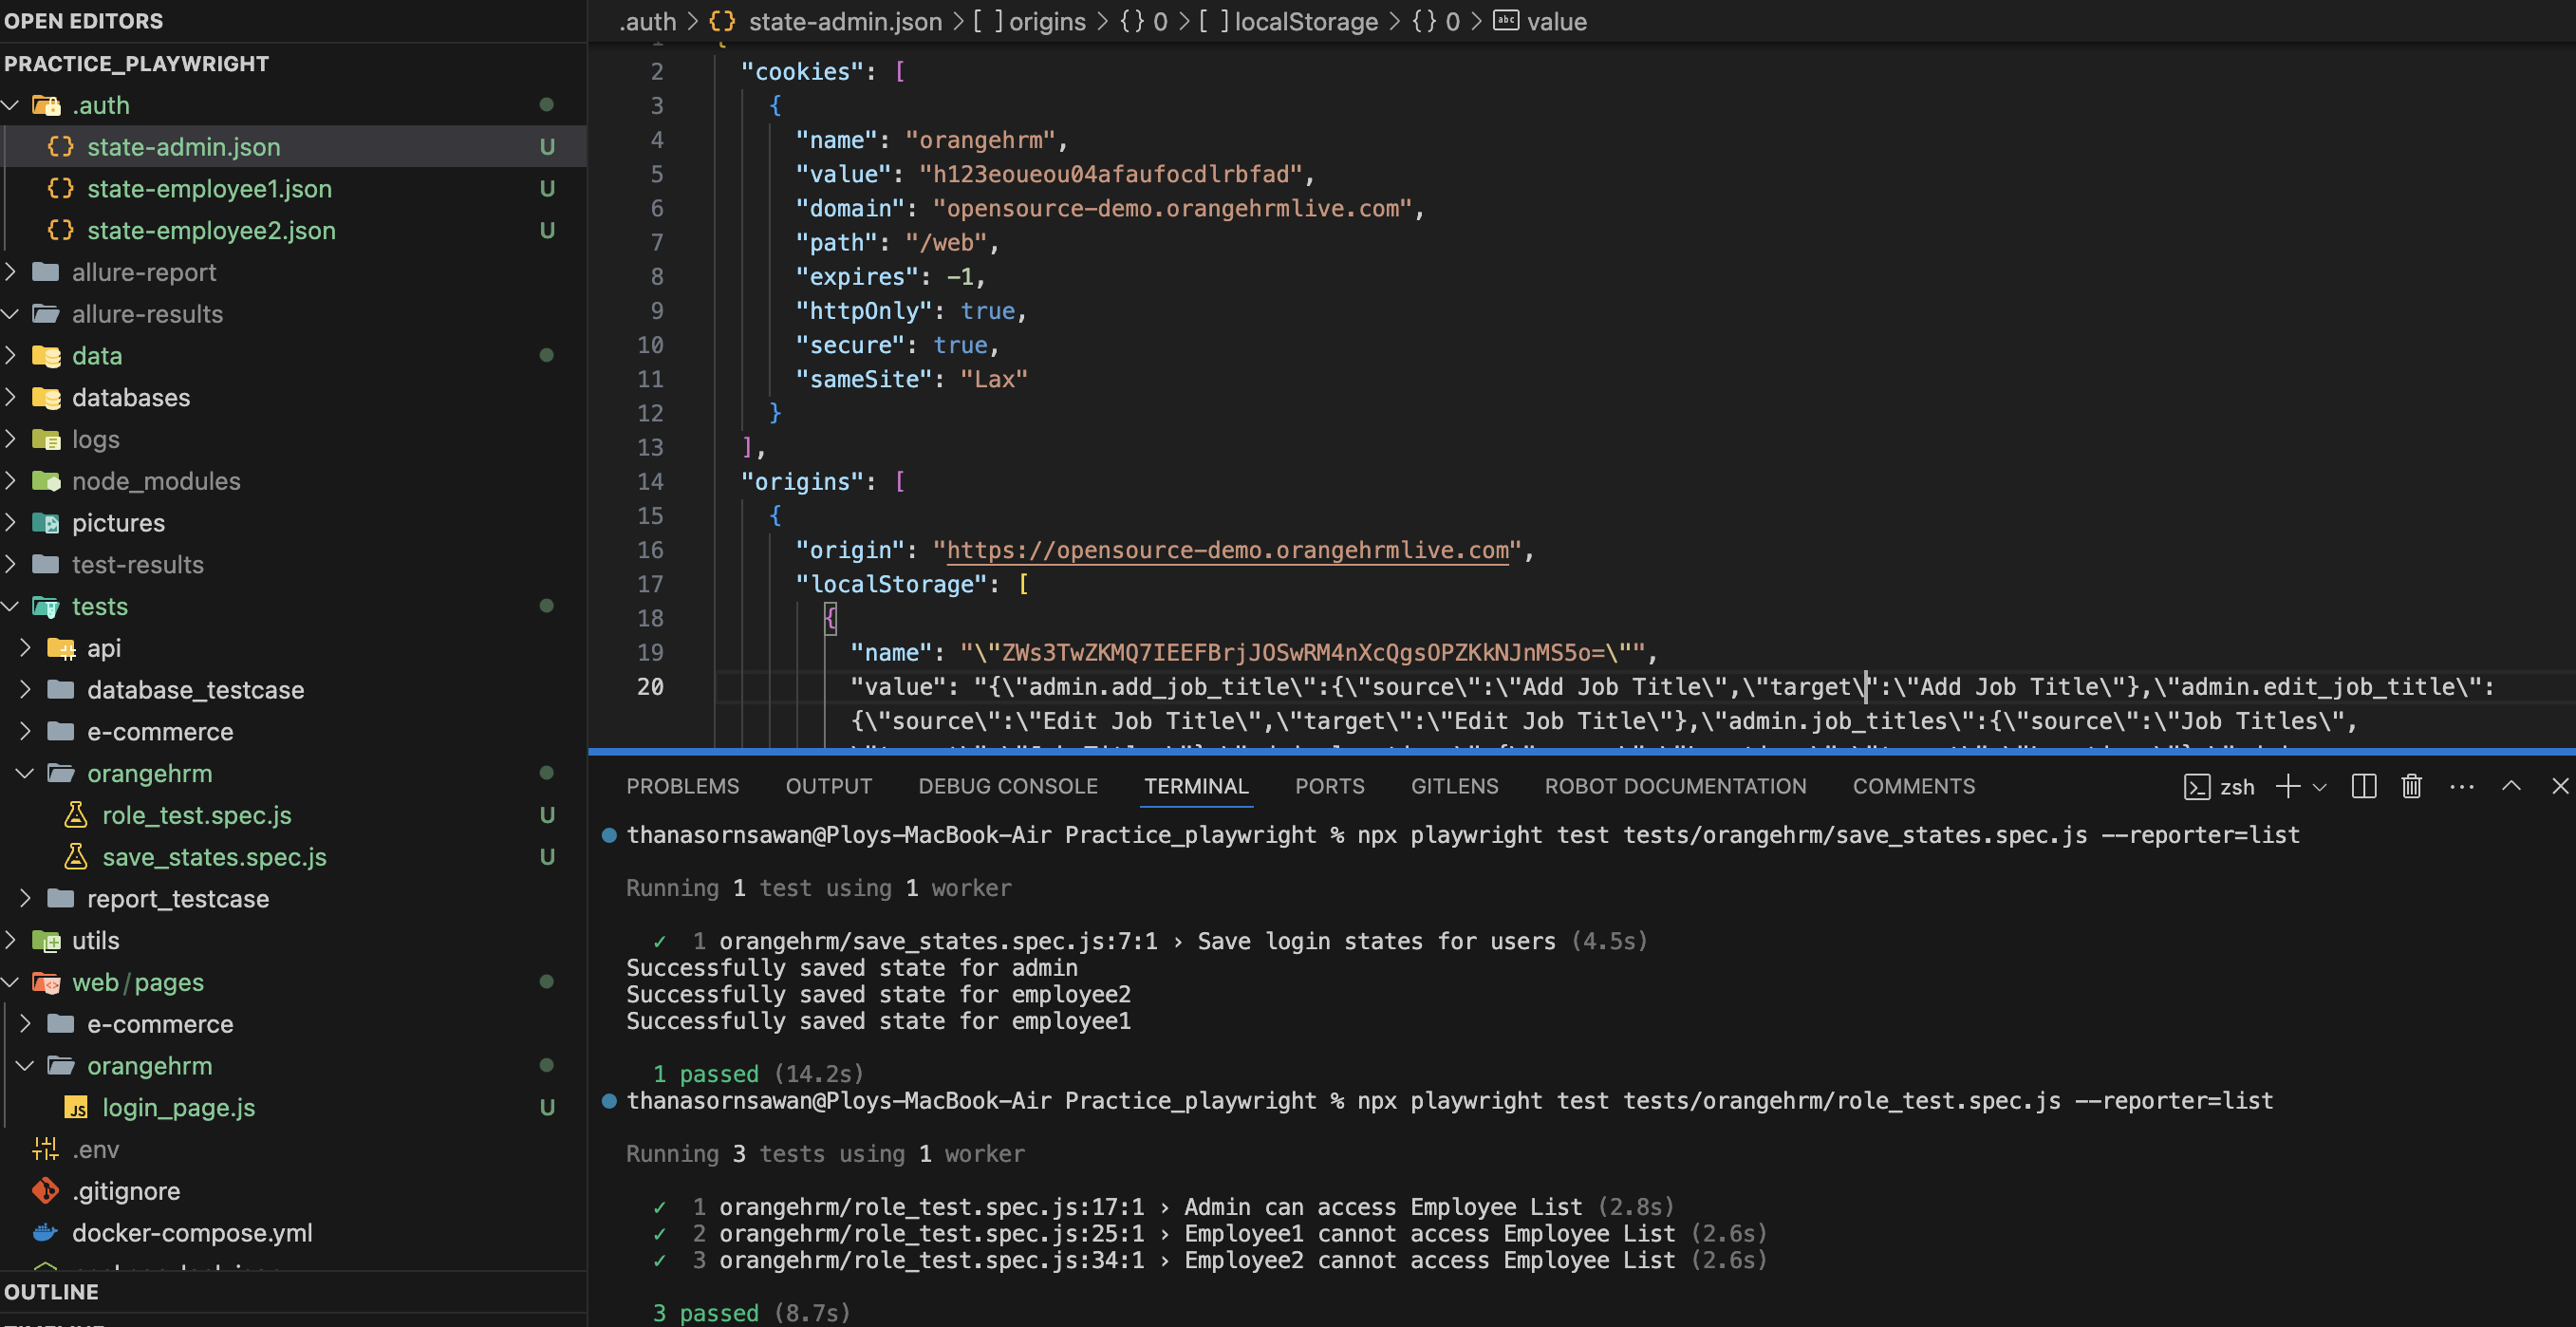 OPEN EDITORS
PRACTICE_PLAYWRIGHT
.auth
state-admin.json U
state-employee1.json U
state-employee2.json U
allure-report
allure-results
data
databases
logs
node_modules
pictures
test-results
tests
api
database_testcase
e-commerce
orangehrm
role_test.spec.js U
save_states.spec.js U
report_testcase
utils
web/pages
e-commerce
orangehrm
login_page.js U
.env
.gitignore
docker-compose.yml
OUTLINE
.auth > {} state-admin.json > [ ] origins > {} 0 > [ ] localStorage > {} 0 > abc value
2 "cookies": [
3 {
4 "name": "orangehrm",
5 "value": "h123eoueou04afaufocdlrbfad",
6 "domain": "opensource-demo.orangehrmlive.com",
7 "path": "/web",
8 "expires": -1,
9 "httpOnly": true,
10 "secure": true,
11 "sameSite": "Lax"
12 }
13 ],
14 "origins": [
15 {
16 "origin": "https://opensource-demo.orangehrmlive.com",
17 "localStorage": [
18 {
19 "name": "\"ZWs3TwZKMQ7IEEFBrjJOSwRM4nXcQgsOPZKkNJnMS5o=\"",
20 "value": "{\"admin.add_job_title\":{\"source\":\"Add Job Title\",\"target\":\"Add Job Title\"},\"admin.edit_job_title\":
{\"source\":\"Edit Job Title\",\"target\":\"Edit Job Title\"},\"admin.job_titles\":{\"source\":\"Job Titles\",
PROBLEMS OUTPUT DEBUG CONSOLE TERMINAL PORTS GITLENS ROBOT DOCUMENTATION COMMENTS zsh
thanasornsawan@Ploys-MacBook-Air Practice_playwright % npx playwright test tests/orangehrm/save_states.spec.js --reporter=list
Running 1 test using 1 worker
✓ 1 orangehrm/save_states.spec.js:7:1 › Save login states for users (4.5s)
Successfully saved state for admin
Successfully saved state for employee2
Successfully saved state for employee1
1 passed (14.2s)
thanasornsawan@Ploys-MacBook-Air Practice_playwright % npx playwright test tests/orangehrm/role_test.spec.js --reporter=list
Running 3 tests using 1 worker
✓ 1 orangehrm/role_test.spec.js:17:1 › Admin can access Employee List (2.8s)
✓ 2 orangehrm/role_test.spec.js:25:1 › Employee1 cannot access Employee List (2.6s)
✓ 3 orangehrm/role_test.spec.js:34:1 › Employee2 cannot access Employee List (2.6s)
3 passed (8.7s)